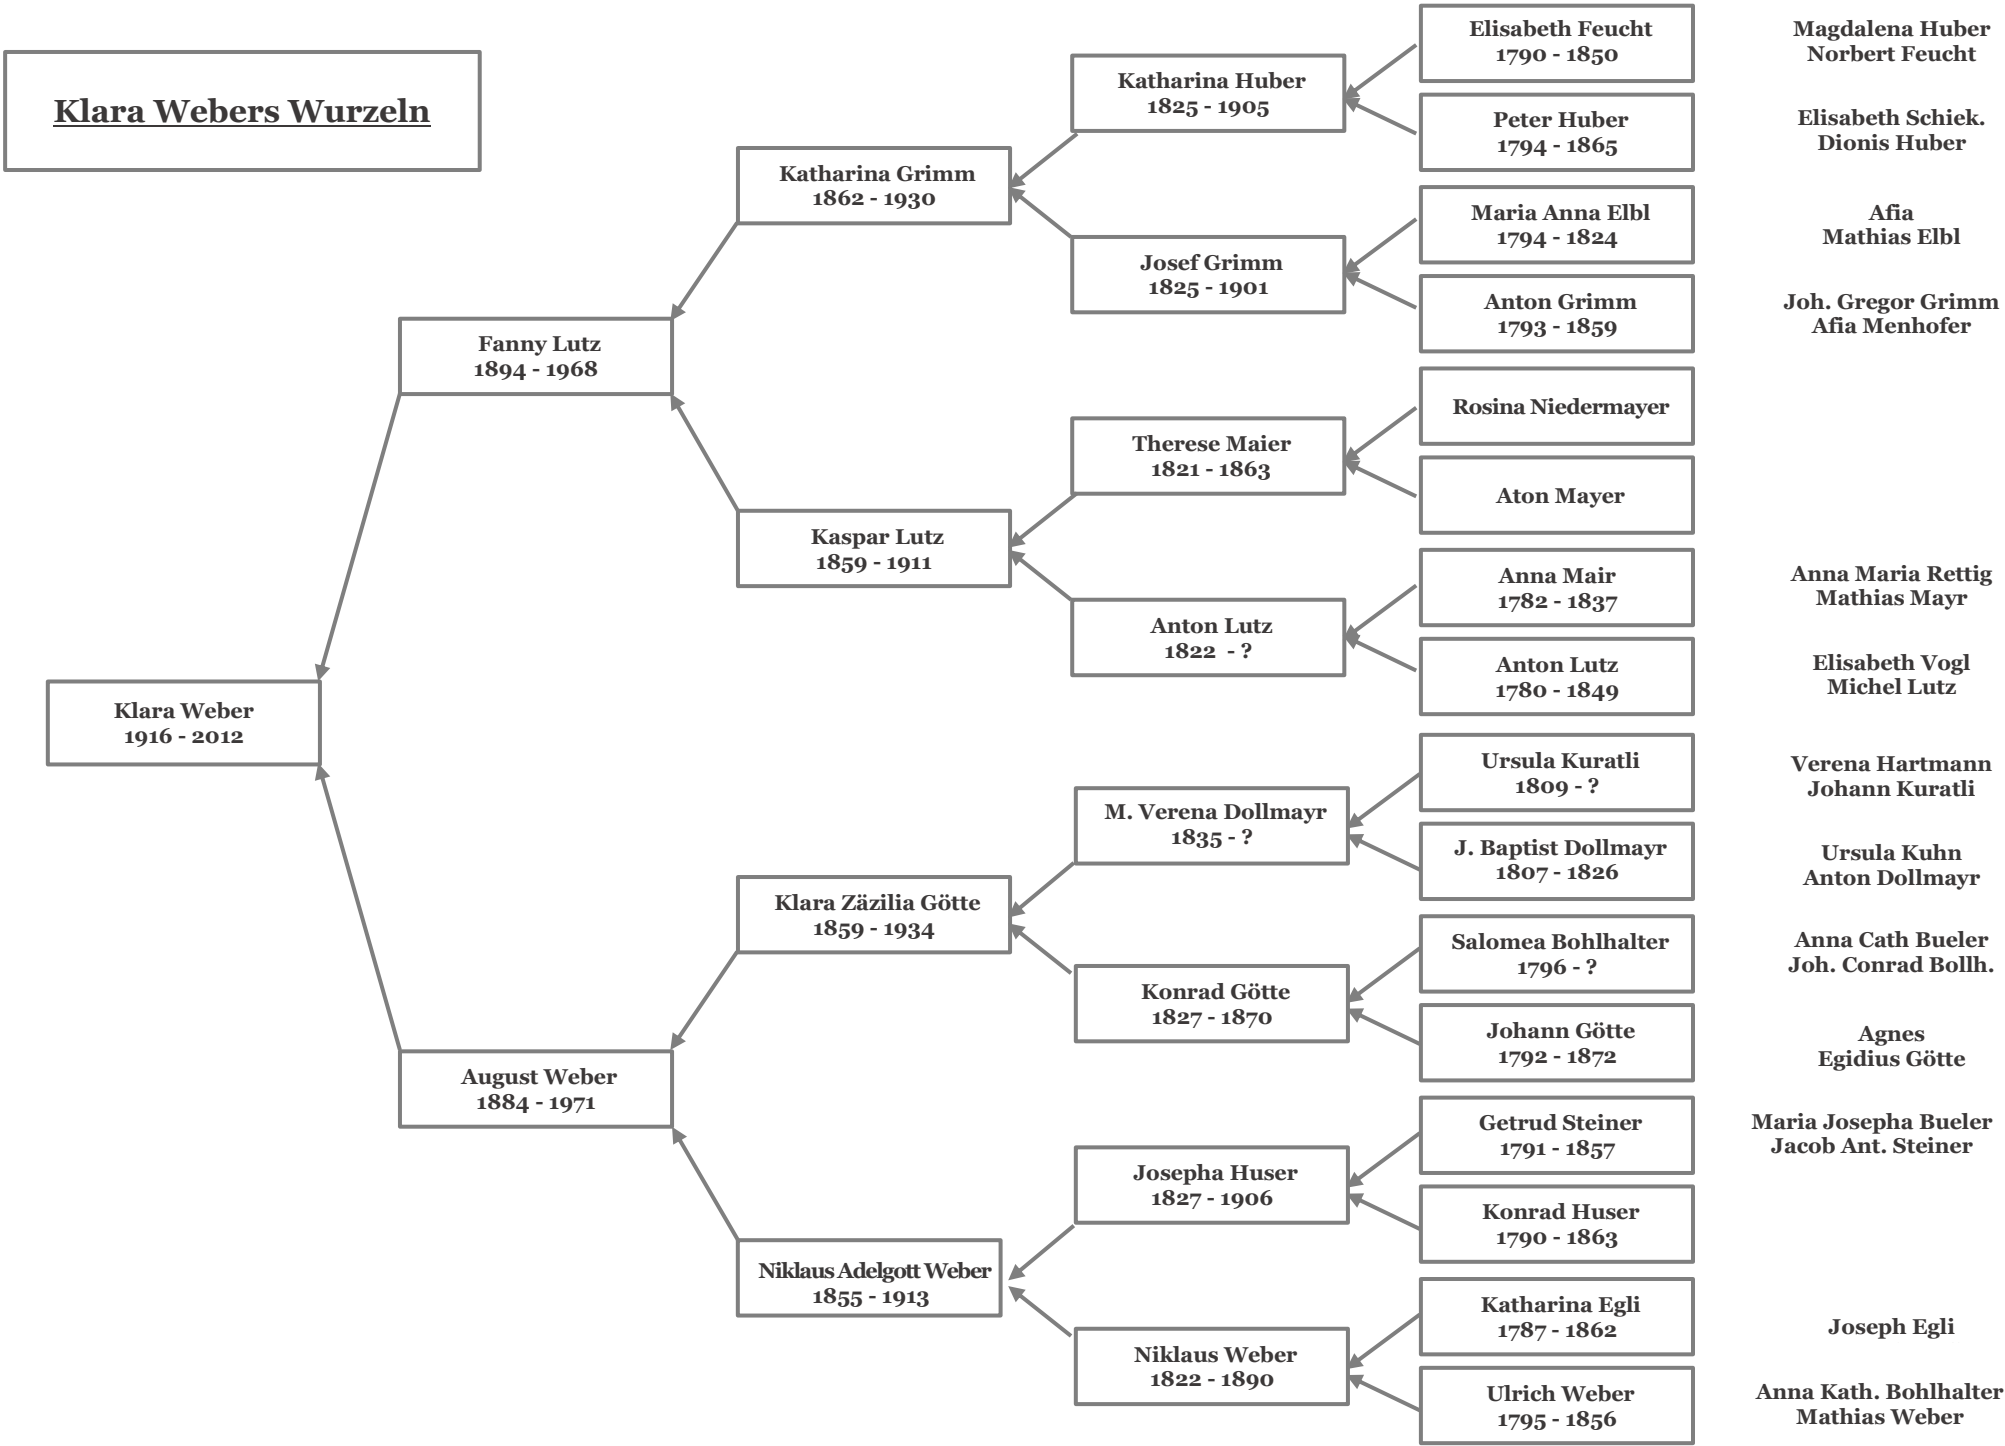 Klara Webers Wurzeln
Klara Weber
1916 - 2012
Fanny Lutz
1894 - 1968
August Weber
1884 - 1971
Katharina Grimm
1862 - 1930
Kaspar Lutz
1859 - 1911
Klara Zäzilia Götte
1859 - 1934
Niklaus Adelgott Weber
1855 - 1913
Katharina Huber
1825 - 1905
Josef Grimm
1825 - 1901
Therese Maier
1821 - 1863
Anton Lutz
1822 - ?
M. Verena Dollmayr
1835 - ?
Konrad Götte
1827 - 1870
Josepha Huser
1827 - 1906
Niklaus Weber
1822 - 1890
Elisabeth Feucht
1790 - 1850
Peter Huber
1794 - 1865
Maria Anna Elbl
1794 - 1824
Anton Grimm
1793 - 1859
Rosina Niedermayer
Aton Mayer
Anna Mair
1782 - 1837
Anton Lutz
1780 - 1849
Ursula Kuratli
1809 - ?
J. Baptist Dollmayr
1807 - 1826
Salomea Bohlhalter
1796 - ?
Johann Götte
1792 - 1872
Getrud Steiner
1791 - 1857
Konrad Huser
1790 - 1863
Katharina Egli
1787 - 1862
Ulrich Weber
1795 - 1856
Magdalena Huber
Norbert Feucht
Elisabeth Schiek.
Dionis Huber
Afia
Mathias Elbl
Joh. Gregor Grimm
Afia Menhofer
Anna Maria Rettig
Mathias Mayr
Elisabeth Vogl
Michel Lutz
Verena Hartmann
Johann Kuratli
Ursula Kuhn
Anton Dollmayr
Anna Cath Bueler
Joh. Conrad Bollh.
Agnes
Egidius Götte
Maria Josepha Bueler
Jacob Ant. Steiner
Joseph Egli
Anna Kath. Bohlhalter
Mathias Weber